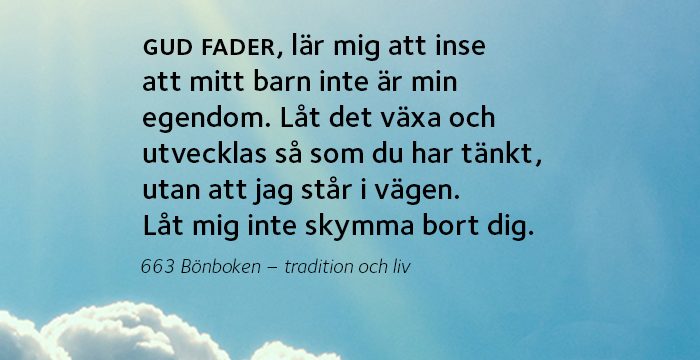 GUD FADER, lär mig att inse
att mitt barn inte är min
egendom. Låt det växa och
utvecklas så som du har tänkt,
utan att jag står i vägen.
Låt mig inte skymma bort dig.
663 Bönboken – tradition och liv